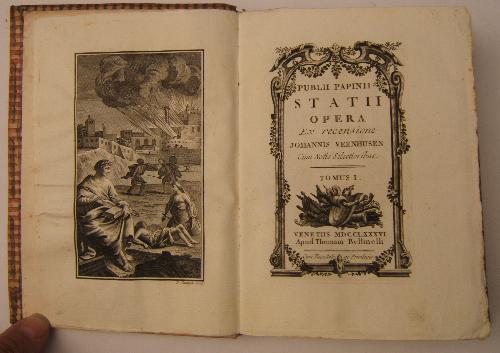 PUBLII PAPINII
STATII
OPERA
Ex recensione
JOHANNIS VEENHUSEN
Cum Notis Selectioribus.
TOMUS I.
VENETIIS MDCCLXXXVI
Apud Thomam Bettinelli